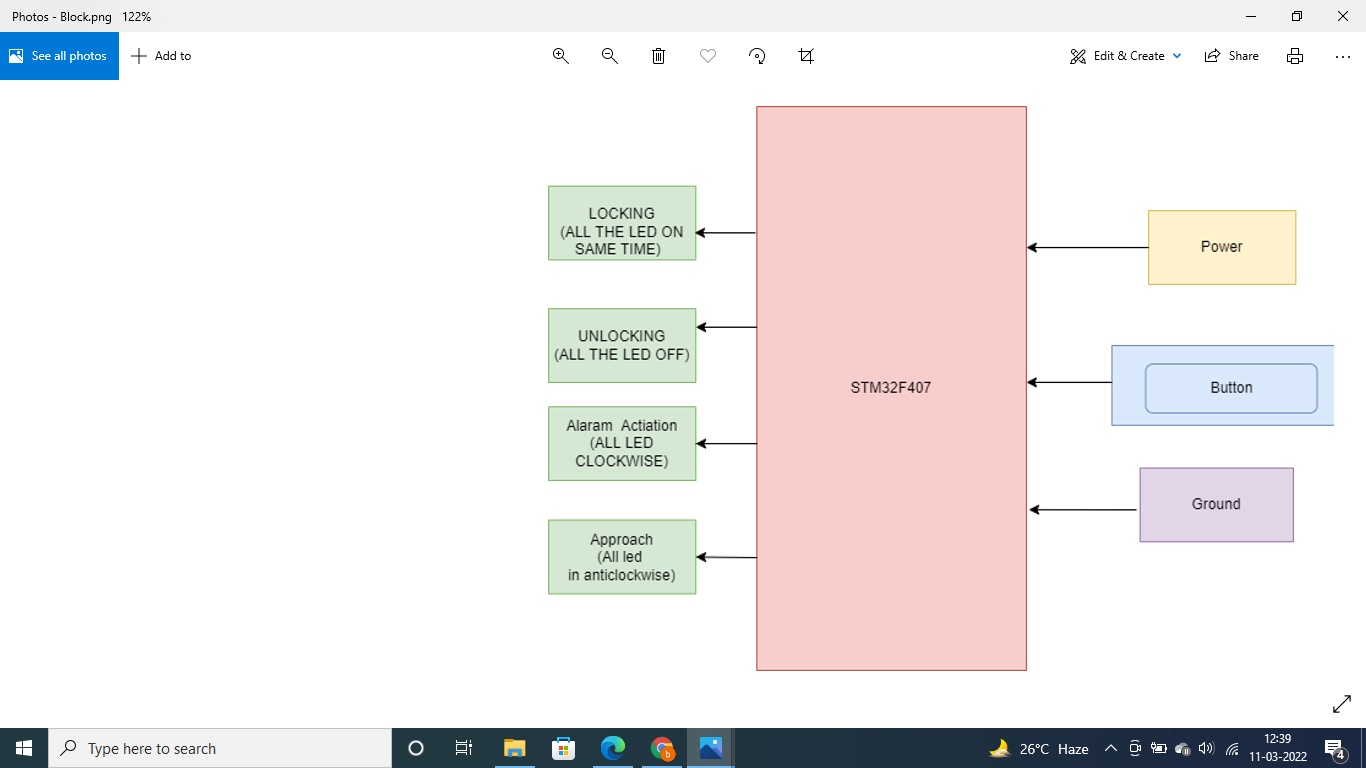 Photos - Block.png 122%
See all photos
Add to
Edit & Create
Share
LOCKING
(ALL THE LED ON
SAME TIME)
UNLOCKING
(ALL THE LED OFF)
Alaram Actiation
(ALL LED
CLOCKWISE)
Approach
(All led
in anticlockwise)
STM32F407
Power
Button
Ground
Type here to search
b
26°C Haze
12:39
11-03-2022
4